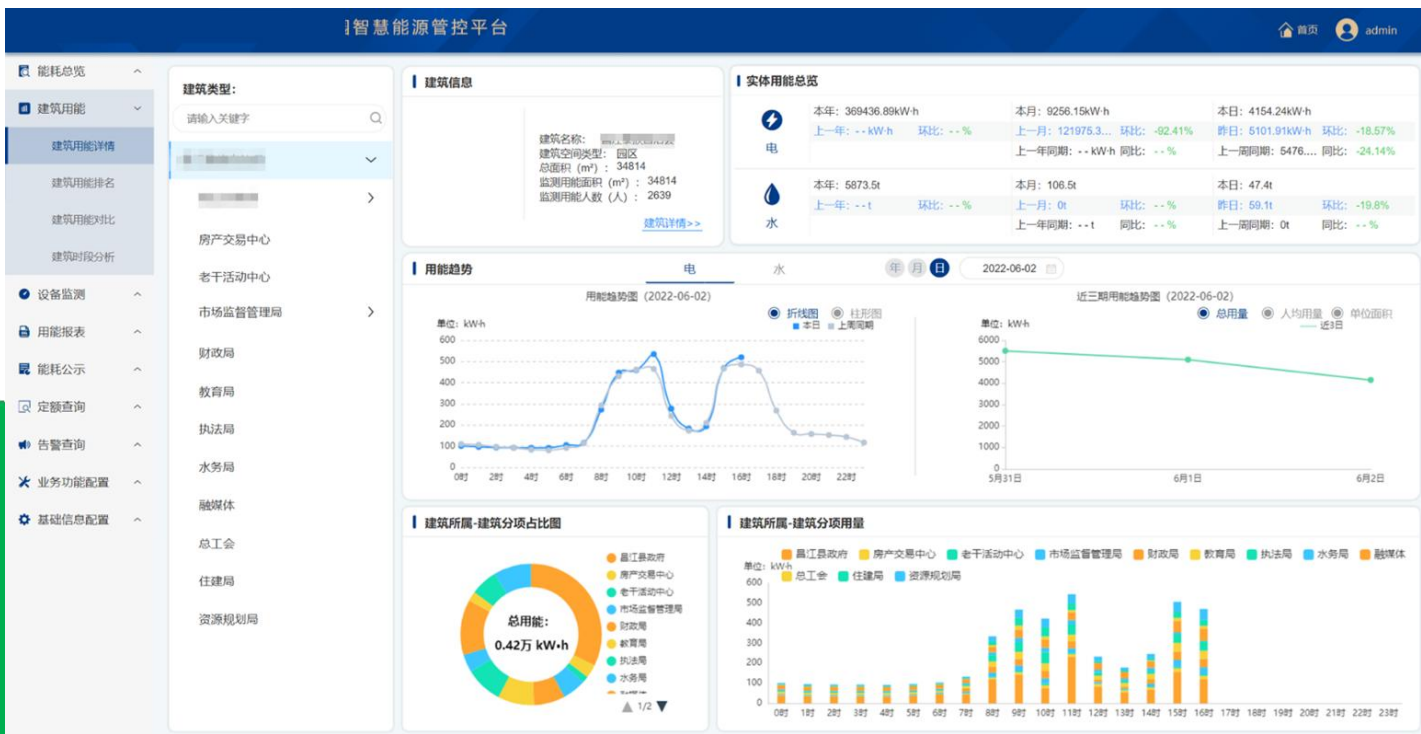 智慧能源管控平台
首页
admin
能耗总览
建筑用能
建筑用能详情
建筑用能排名
建筑用能对比
建筑时段分析
设备监测
用能报表
能耗公示
定额查询
告警查询
业务功能配置
基础信息配置
建筑类型：
请输入关键字
房产交易中心
老干活动中心
市场监督管理局
财政局
教育局
执法局
水务局
融媒体
总工会
住建局
资源规划局
建筑信息
建筑名称：
建筑空间类型： 园区
总面积（m²）： 34814
监测用能面积（m²）： 34814
监测用能人数（人）： 2639
建筑详情>>
实体用能总览
电
本年：369436.89kW·h 本月：9256.15kW·h 本日：4154.24kW·h
上一年：--kW·h 环比：--% 上一月：121975.3... 环比：-92.41% 昨日：5101.91kW·h 环比：-18.57%
上一年同期：--kW·h 同比：--% 上一周同期：5476.... 同比：-24.14%
水
本年：5873.5t 本月：106.5t 本日：47.4t
上一年：--t 环比：--% 上一月：0t 环比：--% 昨日：59.1t 环比：-19.8%
上一年同期：--t 同比：--% 上一周同期：0t 同比：--%
用能趋势 电 水 年 月 日 2022-06-02
用能趋势图（2022-06-02）
折线图 柱形图
单位：kW·h
本日 上周同期
600
500
400
300
200
100
0
0时 2时 4时 6时 8时 10时 12时 14时 16时 18时 20时 22时
近三期用能趋势图（2022-06-02）
总用量 人均用量 单位面积
单位：kW·h
近3日
6000
5000
4000
3000
2000
1000
0
5月31日 6月1日 6月2日
建筑所属-建筑分项占比图
总用能：
0.42万 kW·h
昌江县政府
房产交易中心
老干活动中心
市场监督管理局
财政局
教育局
执法局
水务局
1/2
建筑所属-建筑分项用量
昌江县政府 房产交易中心 老干活动中心 市场监督管理局 财政局 教育局 执法局 水务局 融媒体
总工会 住建局 资源规划局
单位：kW·h
600
500
400
300
200
100
0
0时 1时 2时 3时 4时 5时 6时 7时 8时 9时 10时 11时 12时 13时 14时 15时 16时 17时 18时 19时 20时 21时 22时 23时